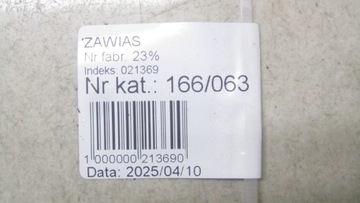 ZAWIAS
Nr fabr. 23%
Indeks: 021369
Nr kat.: 166/063
1 000000 213690
Data: 2025/04/10